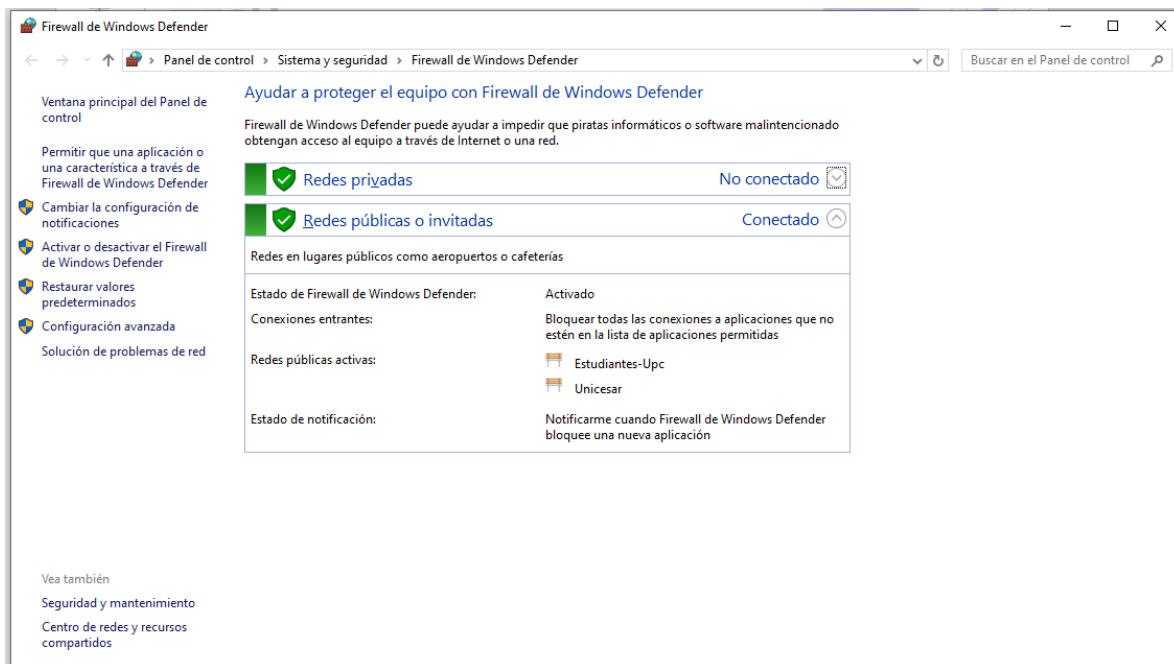 Firewall de Windows Defender
Panel de control > Sistema y seguridad > Firewall de Windows Defender
Buscar en el Panel de control
Ventana principal del Panel de
control
Permitir que una aplicación o
una característica a través de
Firewall de Windows Defender
Cambiar la configuración de
notificaciones
Activar o desactivar el Firewall
de Windows Defender
Restaurar valores
predeterminados
Configuración avanzada
Solución de problemas de red
Ayudar a proteger el equipo con Firewall de Windows Defender
Firewall de Windows Defender puede ayudar a impedir que piratas informáticos o software malintencionado
obtengan acceso al equipo a través de Internet o una red.
Redes privadas No conectado
Redes públicas o invitadas Conectado
Redes en lugares públicos como aeropuertos o cafeterías
Estado de Firewall de Windows Defender: Activado
Conexiones entrantes: Bloquear todas las conexiones a aplicaciones que no
estén en la lista de aplicaciones permitidas
Redes públicas activas: Estudiantes-Upc
Unicesar
Estado de notificación: Notificarme cuando Firewall de Windows Defender
bloquee una nueva aplicación
Vea también
Seguridad y mantenimiento
Centro de redes y recursos
compartidos